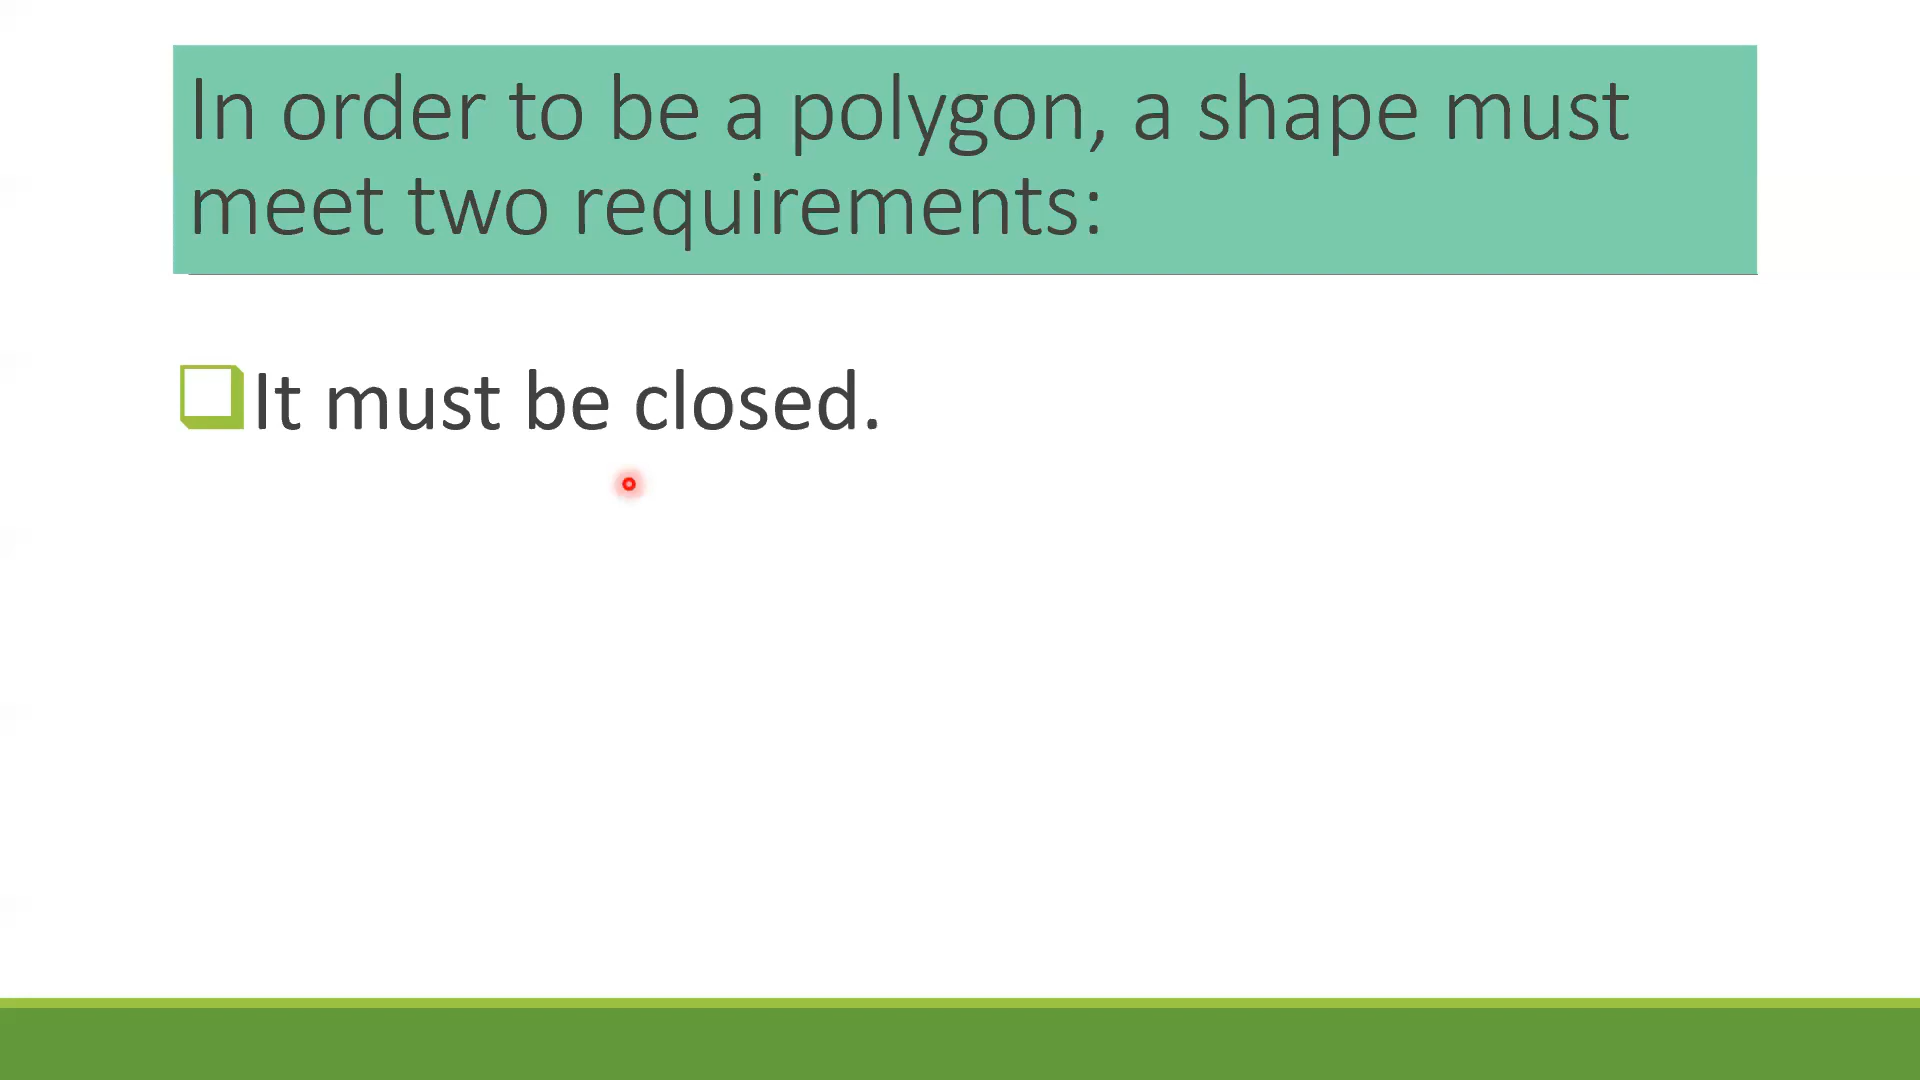 In order to be a polygon, a shape must
meet two requirements:
It must be closed.